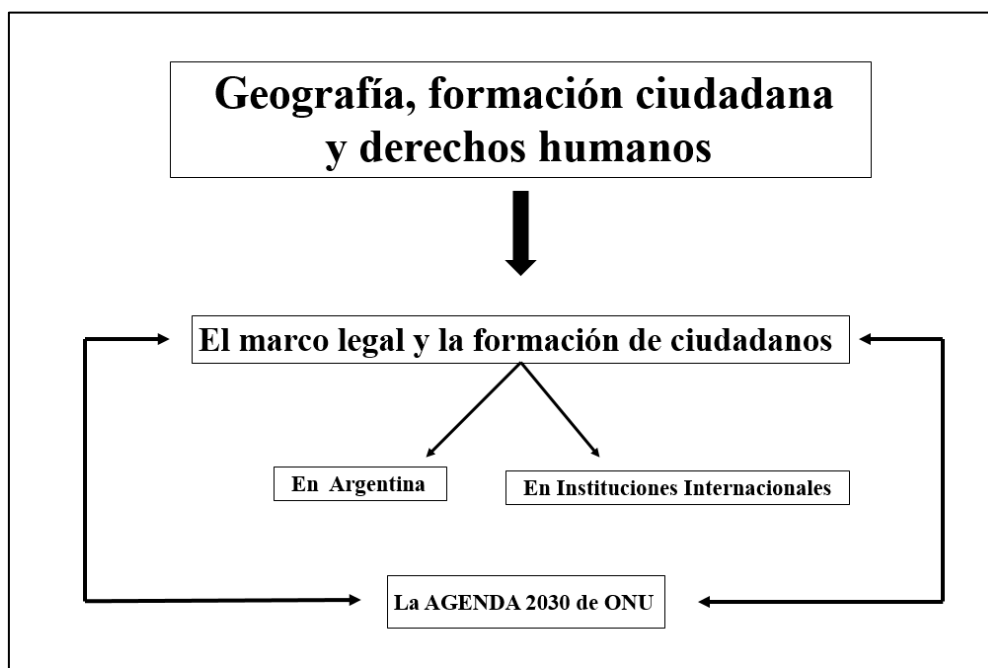 Geografía, formación ciudadana
y derechos humanos
El marco legal y la formación de ciudadanos
En Argentina
En Instituciones Internacionales
La AGENDA 2030 de ONU